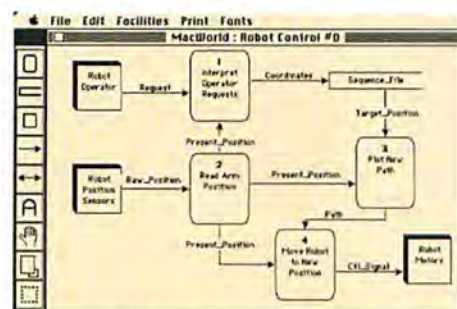 File Edit Facilities Print Fonts
MacWorld : Robot Control #0
1
Interpret
Operator
Requests
Robot
Operator
Request
Coordinates
Sequence_File
Target_Position
Present_Position
2
Read Arm
Position
Robot
Position
Sensors
Raw_Position
Present_Position
3
Plot New
Path
Present_Position
Path
4
Move Robot
to New
Position
Ctl_Signal
Robot
Motors
A